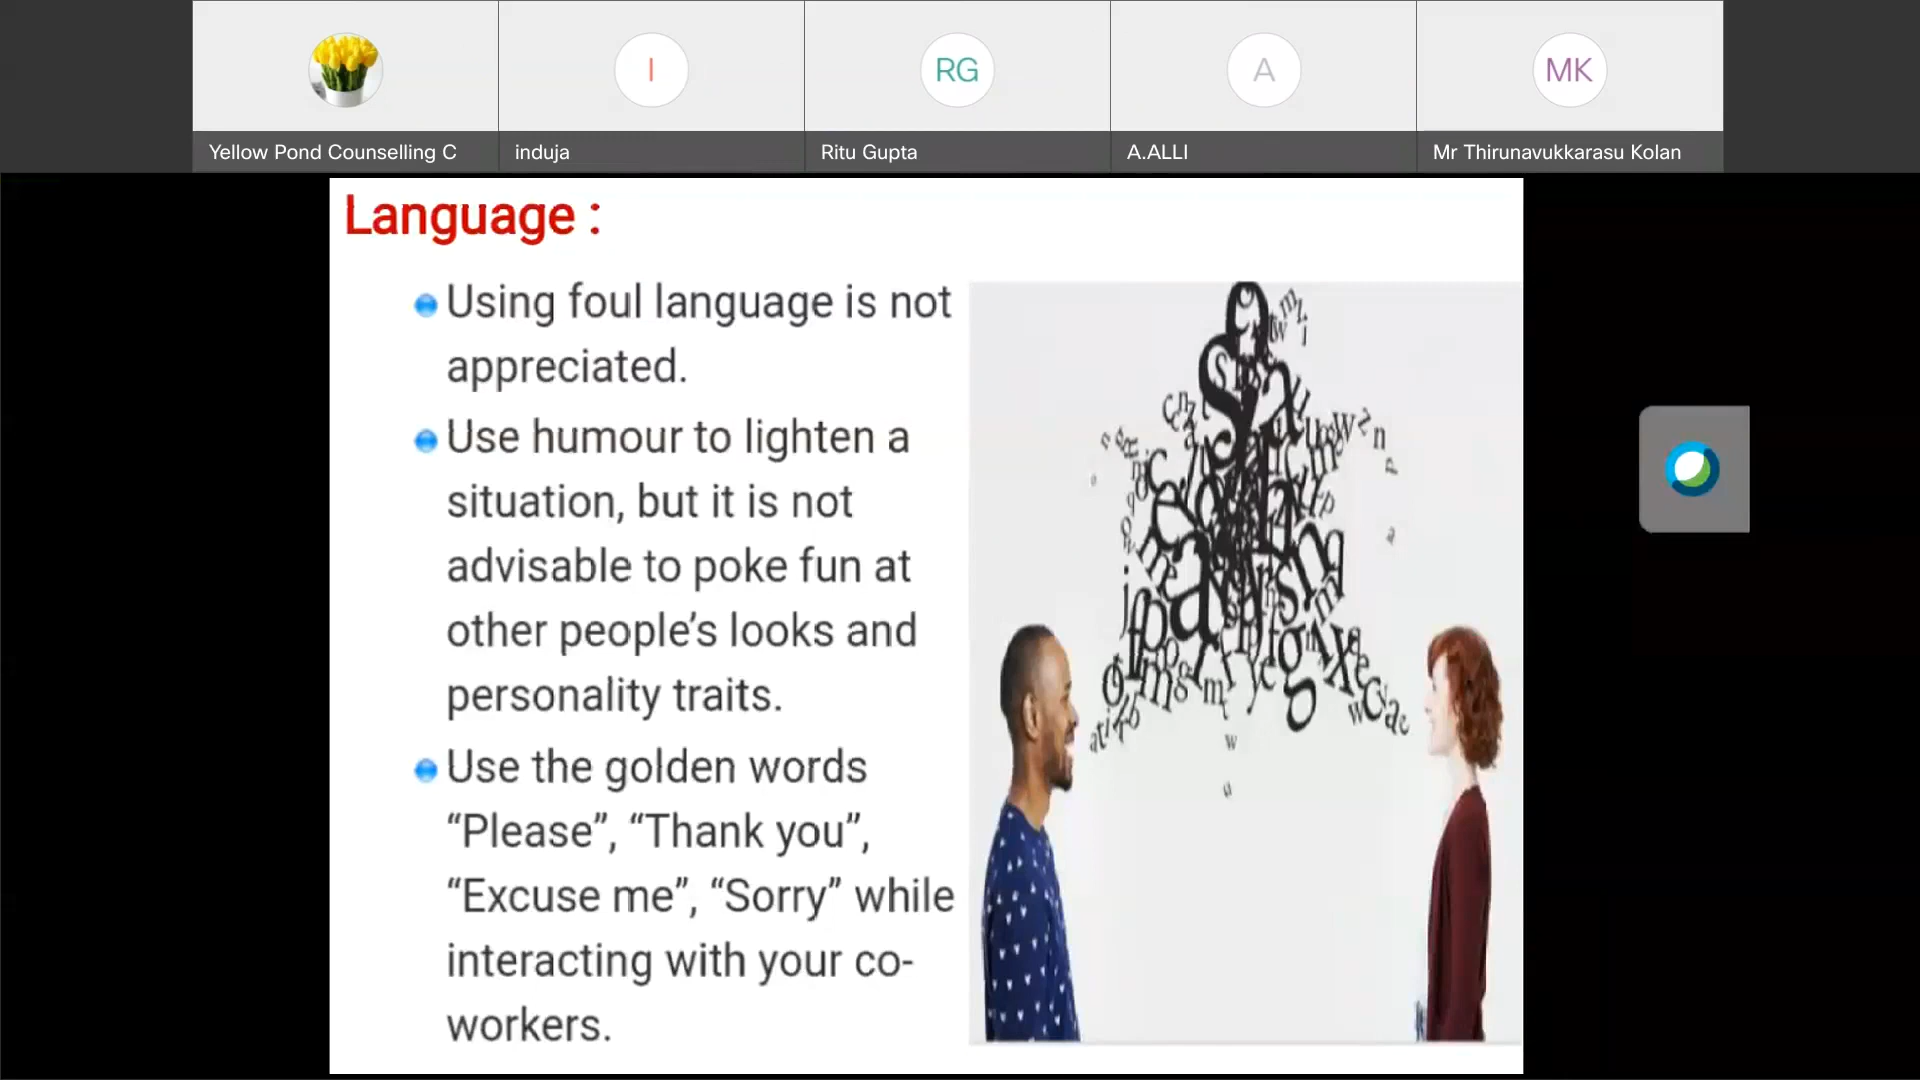 I
RG
A
MK
Yellow Pond Counselling C
induja
Ritu Gupta
A.ALLI
Mr Thirunavukkarasu Kolan
Language :
Using foul language is not
appreciated.
Use humour to lighten a
situation, but it is not
advisable to poke fun at
other people’s looks and
personality traits.
Use the golden words
“Please”, “Thank you”,
“Excuse me”, “Sorry” while
interacting with your co-
workers.